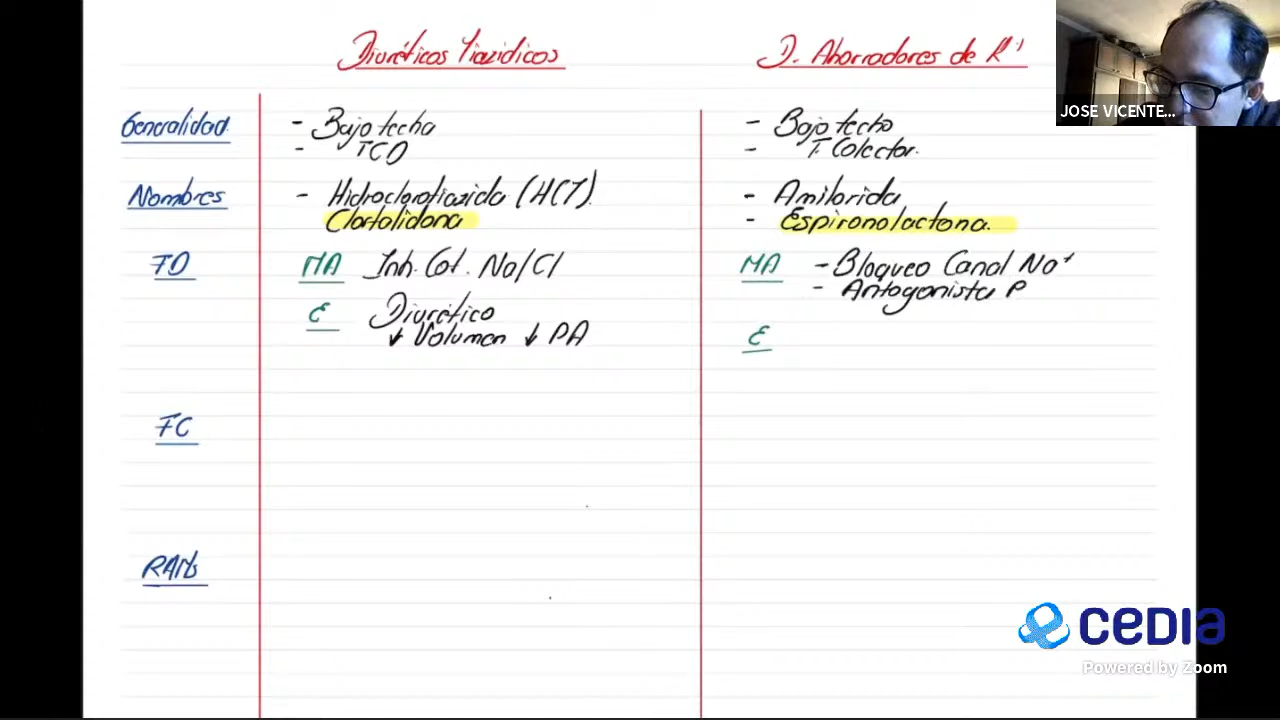 Diuréticos Tiazídicos
D. Ahorradores de K+
JOSE VICENTE...
Generalidad
- Bajo techo
- TCD
- Bajo techo
- T. Colector.
Nombres
- Hidroclorotiazida (HCT).
Clortalidona
- Amilorida
- Espironolactona.
FD
MA Inh. Cot. Na/Cl
E Diurético
↓ Volumen ↓ PA
MA - Bloqueo Canal Na+
- Antagonista R
E
FC
RAMs
CEDIA
Powered by Zoom